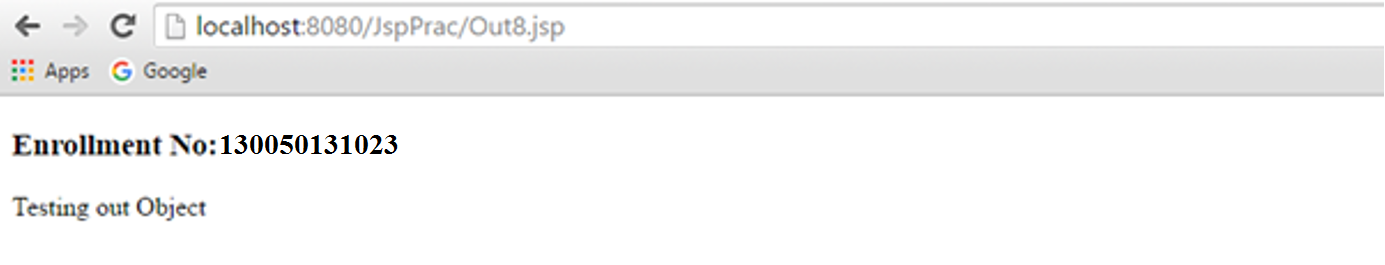 localhost:8080/JspPrac/Out8.jsp
Apps Google
Enrollment No:130050131023
Testing out Object